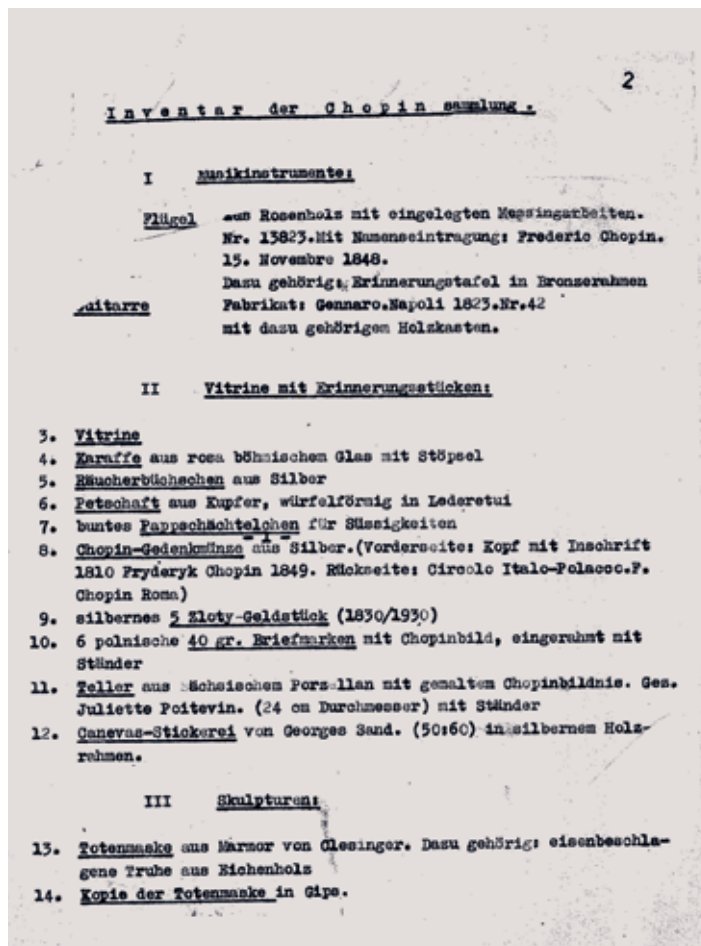 2
Inventar der Chopin sammlung.
I Musikinstrumente:
Flügel aus Rosenholz mit eingelegten Messingarbeiten.
Nr. 13823.Mit Namenseintragung: Frederic Chopin.
15. Novembre 1848.
Dazu gehörig: Erinnerungstafel in Bronzerahmen
Guitarre Fabrikat: Gennaro.Napoli 1823.Nr.42
mit dazu gehörigem Holzkasten.
II Vitrine mit Erinnerungsstücken:
3. Vitrine
4. Karaffe aus rosa böhmischem Glas mit Stöpsel
5. Räucherbüchschen aus Silber
6. Petschaft aus Kupfer, würfelförmig in Lederetui
7. buntes Pappschächtelchen für Süssigkeiten
8. Chopin-Gedenkmünze aus Silber.(Vorderseite: Kopf mit Inschrift
1810 Fryderyk Chopin 1849. Rückseite: Circolo Italo-Polacco.F.
Chopin Roma)
9. silbernes 5 Zloty-Geldstück (1830/1930)
10. 6 polnische 40 gr. Briefmarken mit Chopinbild, eingerahmt mit
Ständer
11. Teller aus sächsischem Porzellan mit gemaltem Chopinbildnis. Gez.
Juliette Poitevin. (24 cm Durchmesser) mit Ständer
12. Canevas-Stickerei von Georges Sand. (50:60) in silbernem Holz-
rahmen.
III Skulpturen:
13. Totenmaske aus Marmor von Clesinger. Dazu gehörig: eisenbeschla-
gene Truhe aus Eichenholz
14. Kopie der Totenmaske in Gips.